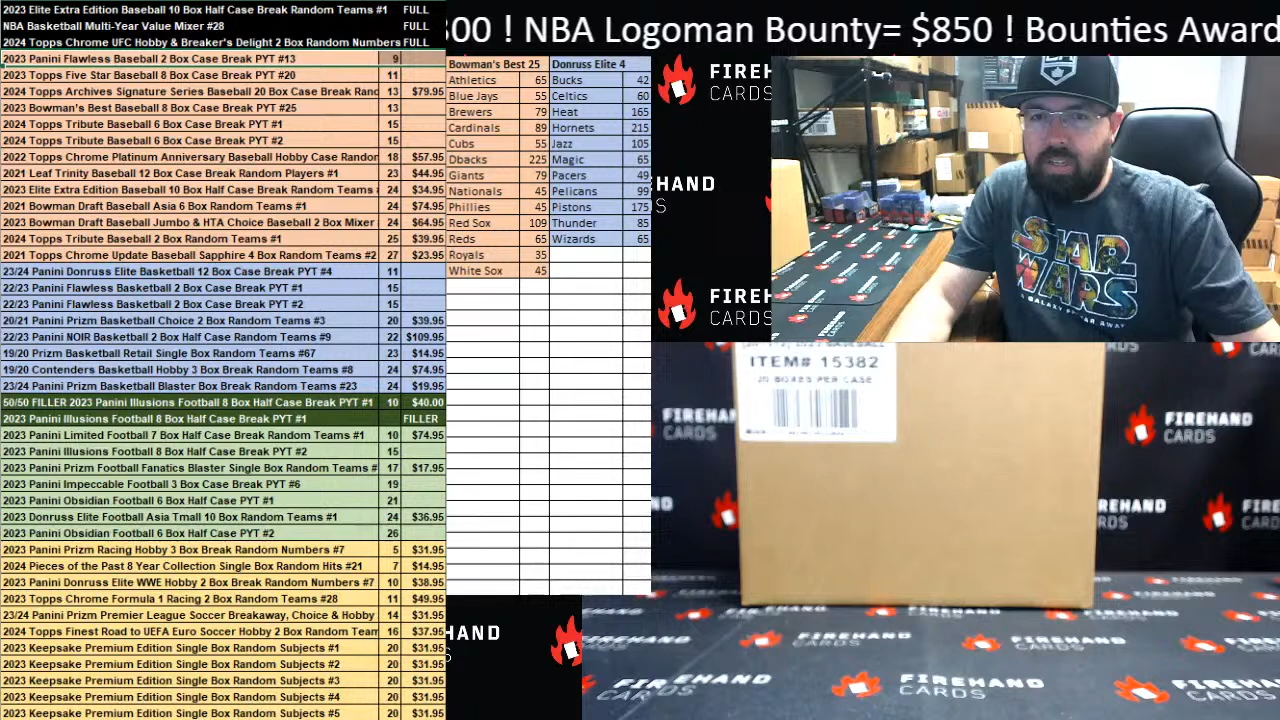 2023 Elite Extra Edition Baseball 10 Box Case Break Random Teams #1 FULL
NBA Basketball Multi-Year Value Mixer #28 FULL
2024 Topps Chrome UFC Hobby & Breaker's Delight 2 Box Random Numbers FULL
2023 Panini Flawless Baseball 2 Box Case Break PYT #13 9
2023 Topps Five Star Baseball 8 Box Case Break PYT #20 11
2024 Topps Archives Signature Series Baseball 20 Box Case Break Ranc 13 $79.95
2023 Bowman's Best Baseball 8 Box Case Break PYT #25 13
2024 Topps Tribute Baseball 6 Box Case Break PYT #1 15
2024 Topps Tribute Baseball 6 Box Case Break PYT #2 15
2022 Topps Chrome Platinum Anniversary Baseball Hobby Case Randor 18 $57.95
2021 Leaf Trinity Baseball 12 Box Case Break Random Players #1 23 $44.95
2023 Elite Extra Edition Baseball 10 Box Half Case Break Random Teams 24 $34.95
2021 Bowman Draft Baseball Asia 6 Box Random Teams #1 24 $74.95
2023 Bowman Draft Baseball Jumbo & HTA Choice Baseball 2 Box Mixer 24 $64.95
2024 Topps Tribute Baseball 2 Box Random Teams #1 25 $39.95
2021 Topps Chrome Update Baseball Sapphire 4 Box Random Teams #2 27 $23.95
23/24 Panini Donruss Elite Basketball 12 Box Case Break PYT #4 11
22/23 Panini Flawless Basketball 2 Box Case Break PYT #1 15
22/23 Panini Flawless Basketball 2 Box Case Break PYT #2 15
20/21 Panini Prizm Basketball Choice 2 Box Random Teams #3 20 $39.95
22/23 Panini NOIR Basketball 2 Box Random Teams #9 22 $109.95
19/20 Prizm Basketball Retail Single Box Random Teams #67 23 $14.95
19/20 Contenders Basketball Hobby 3 Box Random Teams #8 24 $74.95
23/24 Panini Prizm Basketball Blaster Box Random Teams #23 24 $19.95
50/50 FILLER 2023 Panini Illusions Football 8 Box Half Case Break PYT #1 10 $40.00
2023 Panini Illusions Football 8 Box Half Case Break PYT #1 FILLER
2023 Panini Limited Football 7 Box Half Case Break Random Teams #1 10 $74.95
2023 Panini Illusions Football 8 Box Half Case Break PYT #2 15
2023 Panini Prizm Football Fanatics Blaster Single Box Random Teams # 17 $17.95
2023 Panini Impeccable Football 3 Box Case Break PYT #6 19
2023 Panini Obsidian Football 6 Box Half Case PYT #1 21
2023 Donruss Elite Football Asia Tmall 10 Box Random Teams #1 24 $36.95
2023 Panini Obsidian Football 6 Box Half Case PYT #2 26
2023 Panini Prizm Racing Hobby 3 Box Break Random Numbers #7 5 $31.95
2024 Pieces of the Past 8 Year Collection Single Box Random Hits #21 7 $14.95
2023 Panini Donruss Elite WWE Hobby 2 Box Break Random Numbers #7 10 $38.95
2023 Topps Chrome Formula 1 Racing 2 Box Random Teams #28 11 $49.95
23/24 Panini Prizm Premier League Soccer Breakaway, Choice & Hobby 14 $31.95
2024 Topps Finest Road to UEFA Euro Soccer Hobby 2 Box Random Team 16 $37.95
2023 Keepsake Premium Edition Single Box Random Subjects #1 20 $31.95
2023 Keepsake Premium Edition Single Box Random Subjects #2 20 $31.95
2023 Keepsake Premium Edition Single Box Random Subjects #3 20 $31.95
2023 Keepsake Premium Edition Single Box Random Subjects #4 20 $31.95
2023 Keepsake Premium Edition Single Box Random Subjects #5 20 $31.95
00 ! NBA Logoman Bounty= $850 ! Bounties Award
Bowman's Best 25 Donruss Elite 4
Athletics 65 Bucks 42
Blue Jays 55 Celtics 60
Brewers 79 Heat 165
Cardinals 89 Hornets 215
Cubs 55 Jazz 105
Dbacks 225 Magic 65
Giants 79 Pacers 49
Nationals 45 Pelicans 99
Phillies 45 Pistons 175
Red Sox 109 Thunder 85
Reds 65 Wizards 65
Royals 35
White Sox 45
FIREH
CARDS
HAND
FIREH
CARDS
HAND
STAR
WARS
A GALAXY FAR, FAR AWAY
ITEM# 15382
20 BOXES PER CASE
FIREHAND
CARDS
FIREHAND
CARDS
FIREHAND
CARDS
FIREHAND
CARDS
FIREHAND
CARDS